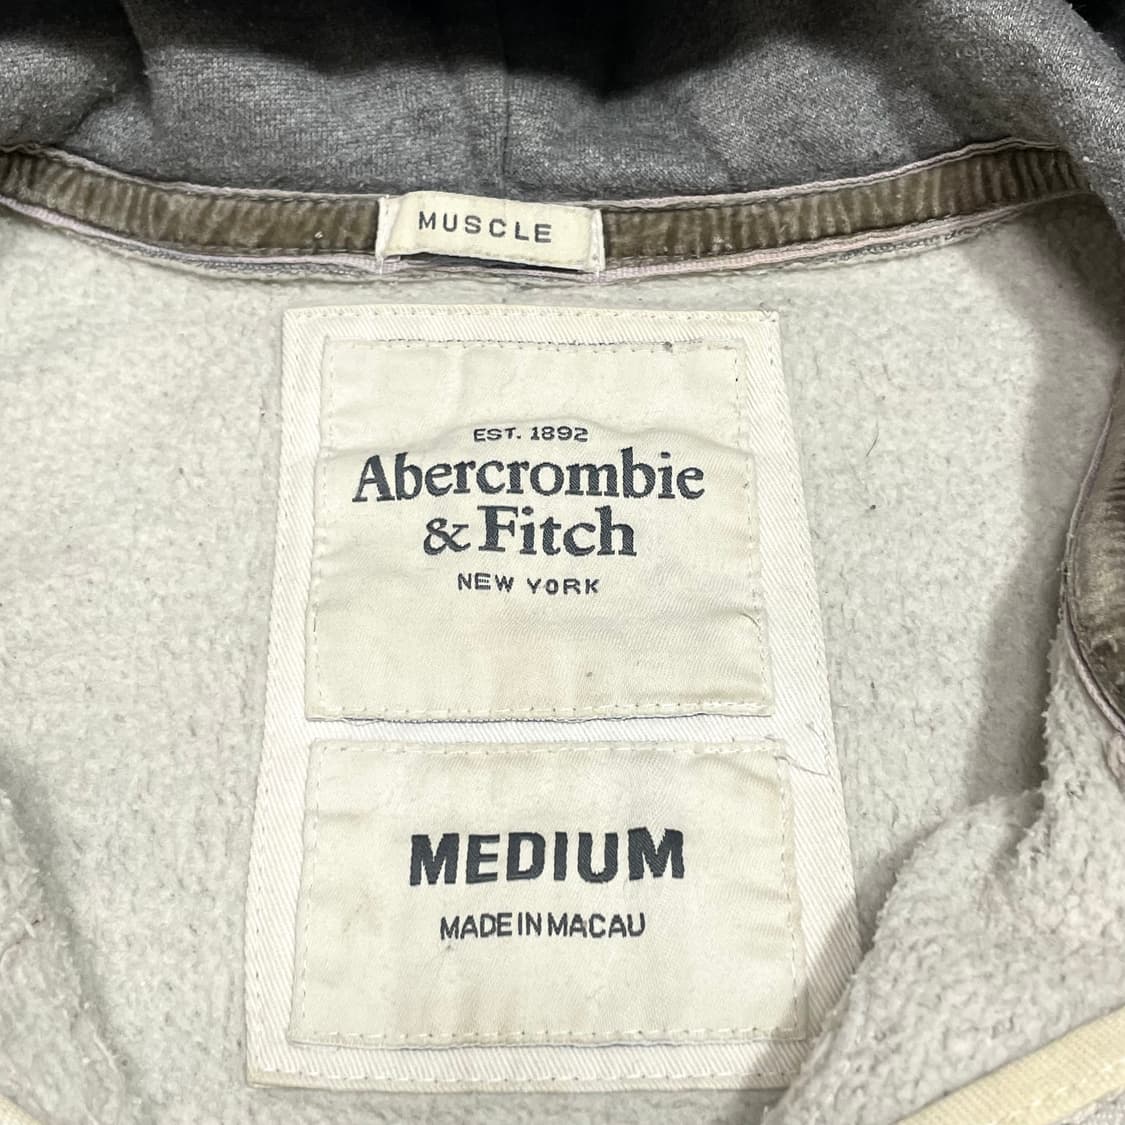 MUSCLE
EST. 1892
Abercrombie
& Fitch
NEW YORK
MEDIUM
MADE IN MACAU